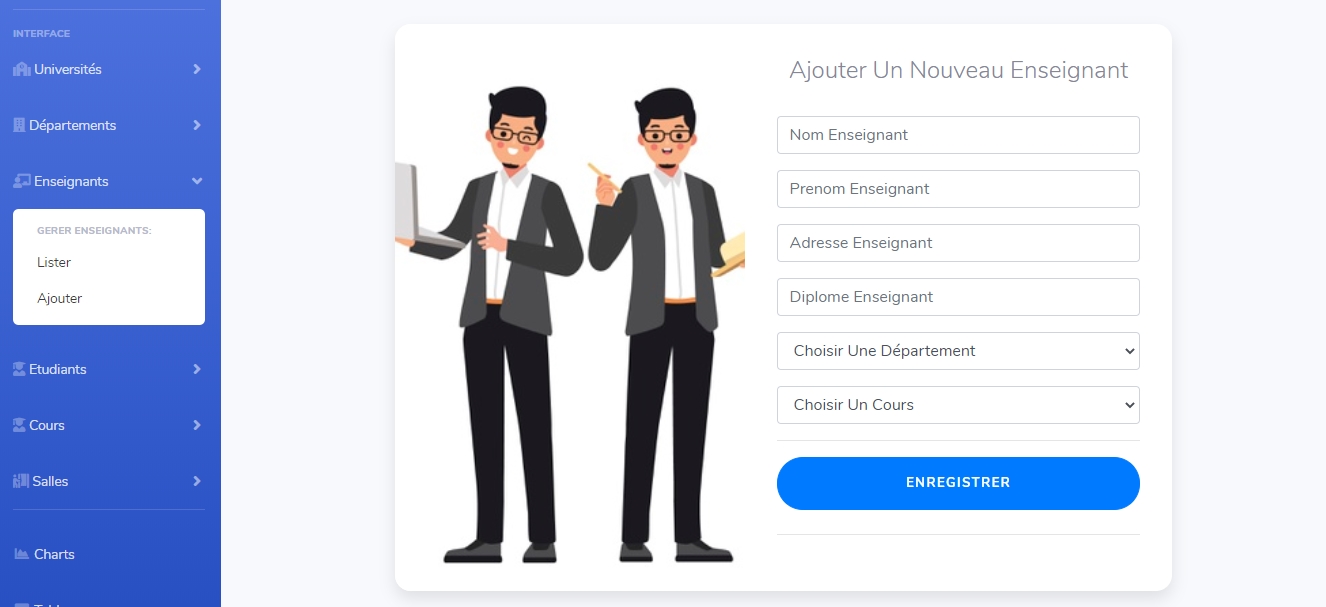 INTERFACE
Universités
Départements
Enseignants
GERER ENSEIGNANTS:
Lister
Ajouter
Etudiants
Cours
Salles
Charts
Ajouter Un Nouveau Enseignant
Nom Enseignant
Prenom Enseignant
Adresse Enseignant
Diplome Enseignant
Choisir Une Département
Choisir Un Cours
ENREGISTRER